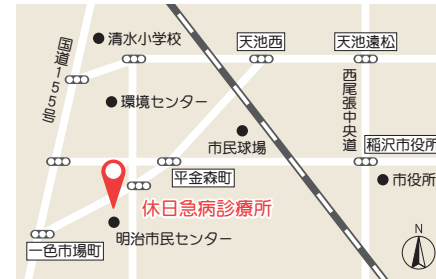 清水小学校
天池西
天池遠松
国道155号
環境センター
西尾張中央道
市民球場
稲沢市役所
平金森町
市役所
休日急病診療所
明治市民センター
一色市場町
N